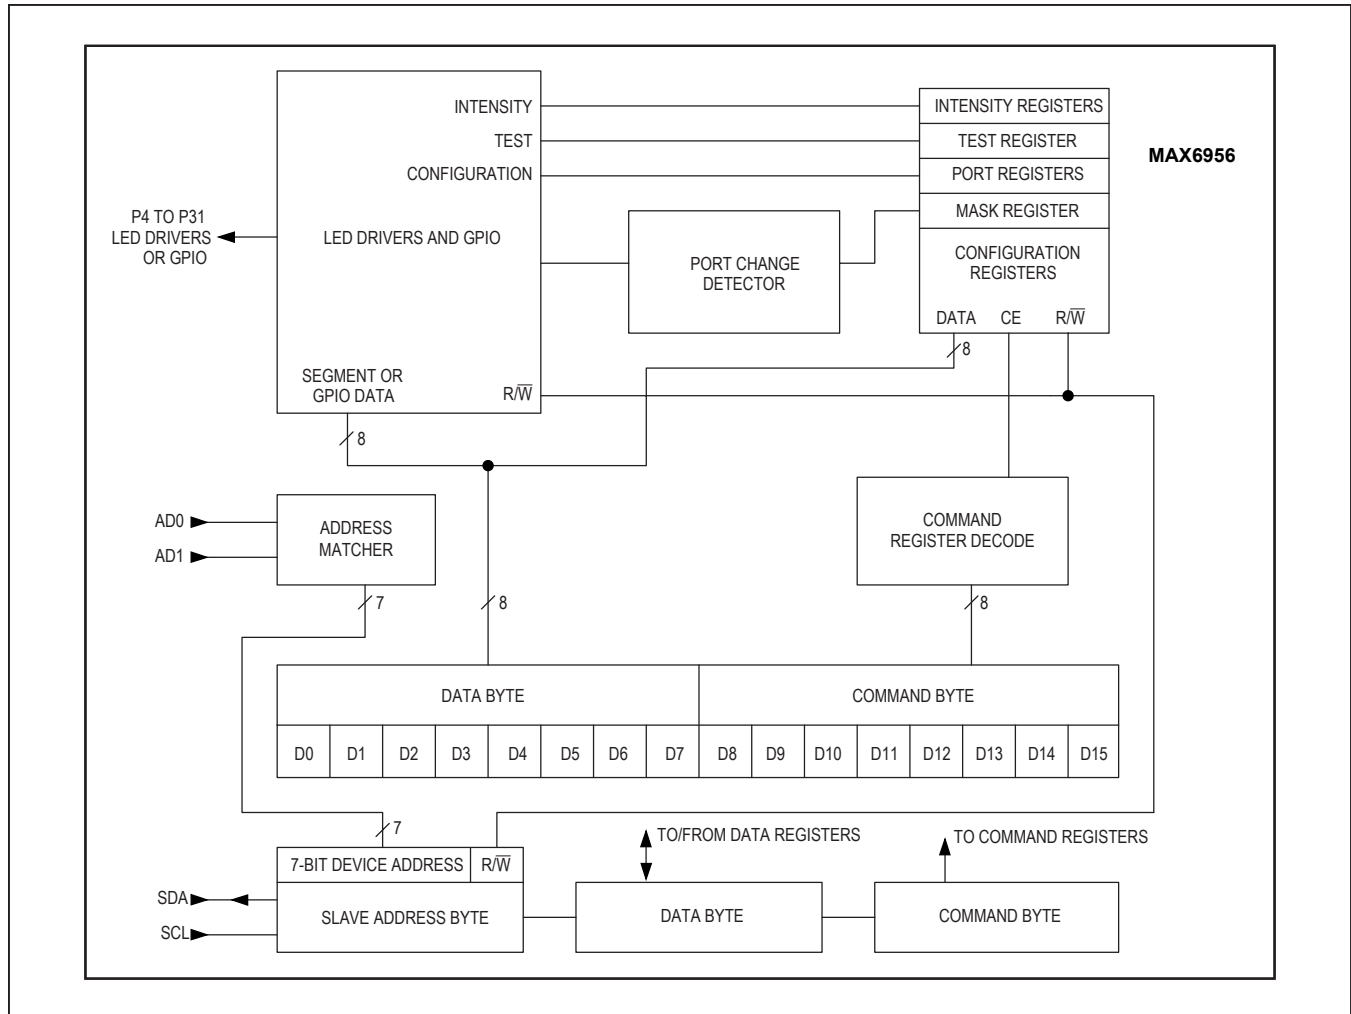 INTENSITY
TEST
CONFIGURATION
LED DRIVERS AND GPIO
SEGMENT OR
GPIO DATA
R/W̅
8
P4 TO P31
LED DRIVERS
OR GPIO
PORT CHANGE
DETECTOR
INTENSITY REGISTERS
TEST REGISTER
PORT REGISTERS
MASK REGISTER
CONFIGURATION
REGISTERS
DATA CE R/W̅
8
MAX6956
AD0
AD1
ADDRESS
MATCHER
7
8
COMMAND
REGISTER DECODE
8
DATA BYTE COMMAND BYTE
D0 D1 D2 D3 D4 D5 D6 D7 D8 D9 D10 D11 D12 D13 D14 D15
7
TO/FROM DATA REGISTERS
TO COMMAND REGISTERS
7-BIT DEVICE ADDRESS R/W̅
SDA
SCL
SLAVE ADDRESS BYTE
DATA BYTE
COMMAND BYTE